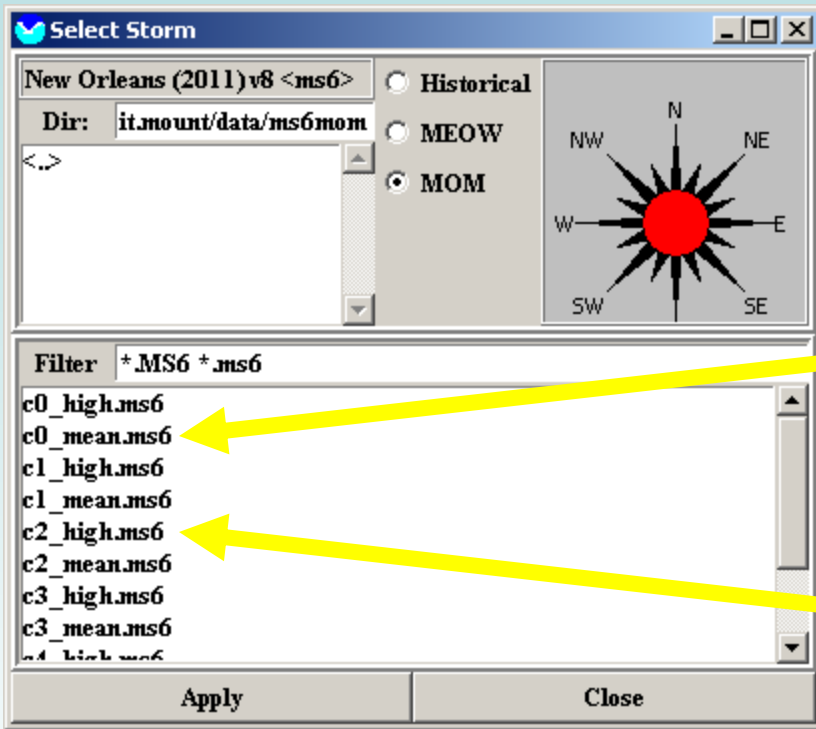 Select Storm
New Orleans (2011) v8 <ms6>
Dir: it.mount/data/ms6mom
<..>
Historical
MEOW
MOM
N
NW NE
W E
SW SE
Filter *.MS6 *.ms6
c0_high.ms6
c0_mean.ms6
c1_high.ms6
c1_mean.ms6
c2_high.ms6
c2_mean.ms6
c3_high.ms6
c3_mean.ms6
c4_high.ms6
Apply Close